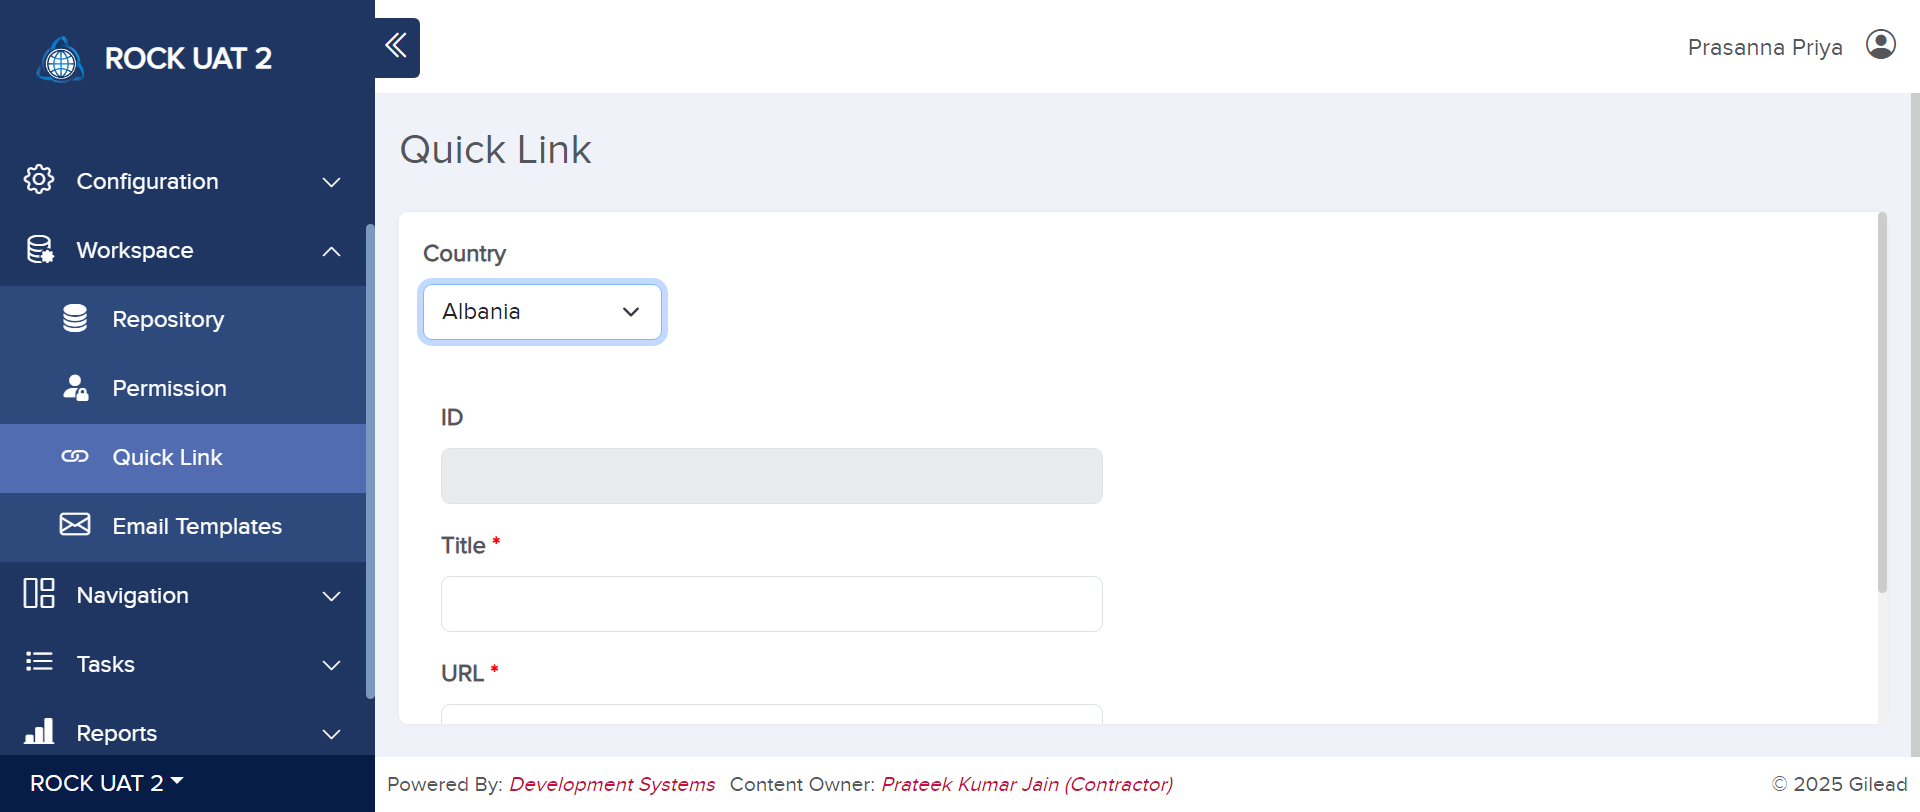 ROCK UAT 2
Configuration
Workspace
Repository
Permission
Quick Link
Email Templates
Navigation
Tasks
Reports
ROCK UAT 2
Prasanna Priya
Quick Link
Country
Albania
ID
Title *
URL *
Powered By: Development Systems Content Owner: Prateek Kumar Jain (Contractor)
© 2025 Gilead